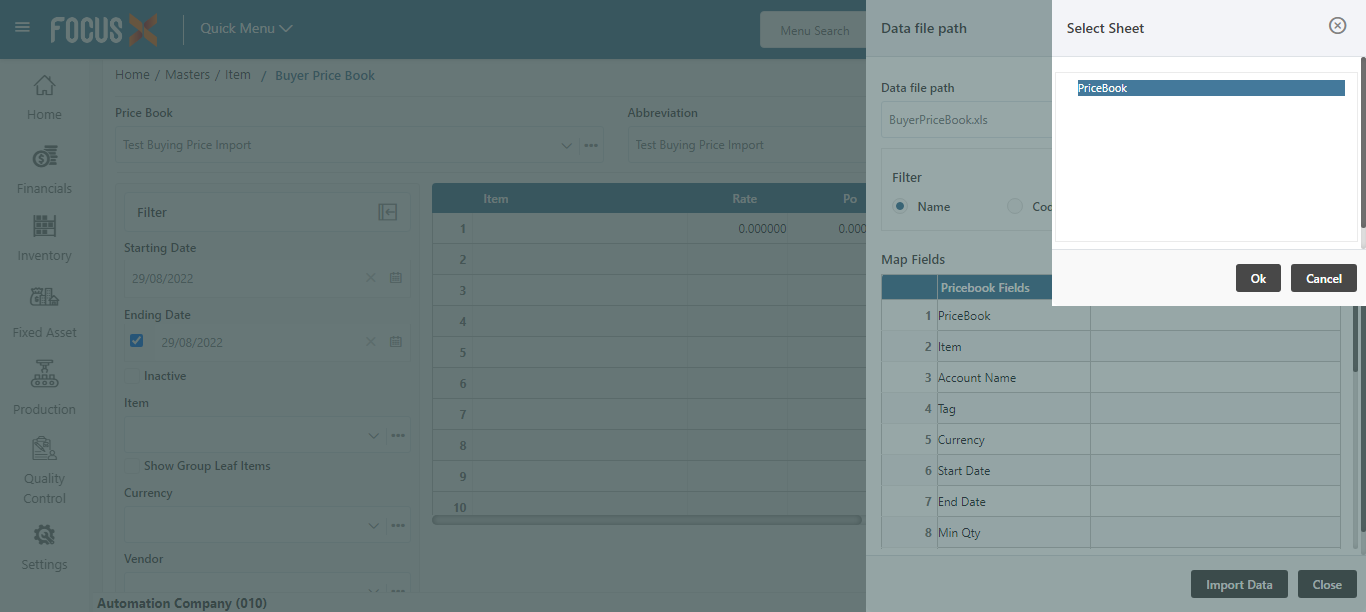 FOCUS X
Quick Menu
Menu Search
Data file path
Select Sheet
Home / Masters / Item / Buyer Price Book
Home
Financials
Inventory
Fixed Asset
Production
Quality
Control
Settings
Price Book
Abbreviation
Test Buying Price Import
Test Buying Price Import
Filter
Starting Date
29/08/2022
Ending Date
29/08/2022
Inactive
Item
Show Group Leaf Items
Currency
Vendor
Item Rate Po
1 0.000000 0.000
2
3
4
5
6
7
8
9
10
Data file path
BuyerPriceBook.xls
Filter
Name Coc
Map Fields
Pricebook Fields
1 PriceBook
2 Item
3 Account Name
4 Tag
5 Currency
6 Start Date
7 End Date
8 Min Qty
PriceBook
Ok Cancel
Import Data Close
Automation Company (010)